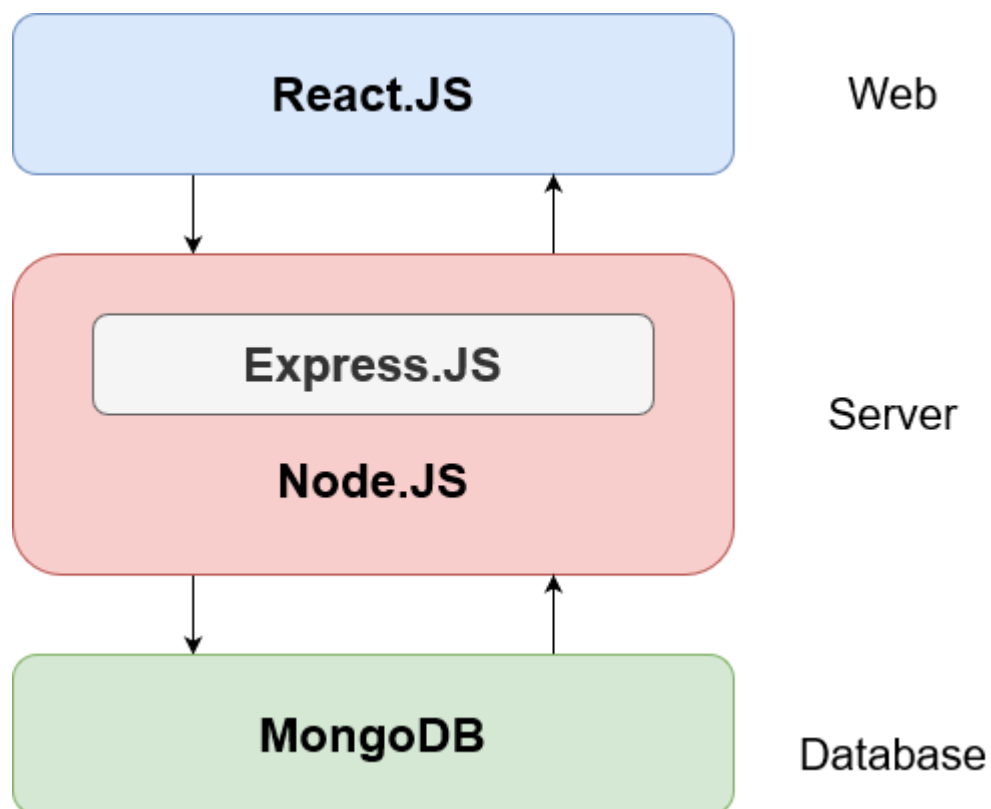 React.JS
Web
Express.JS
Server
Node.JS
MongoDB
Database